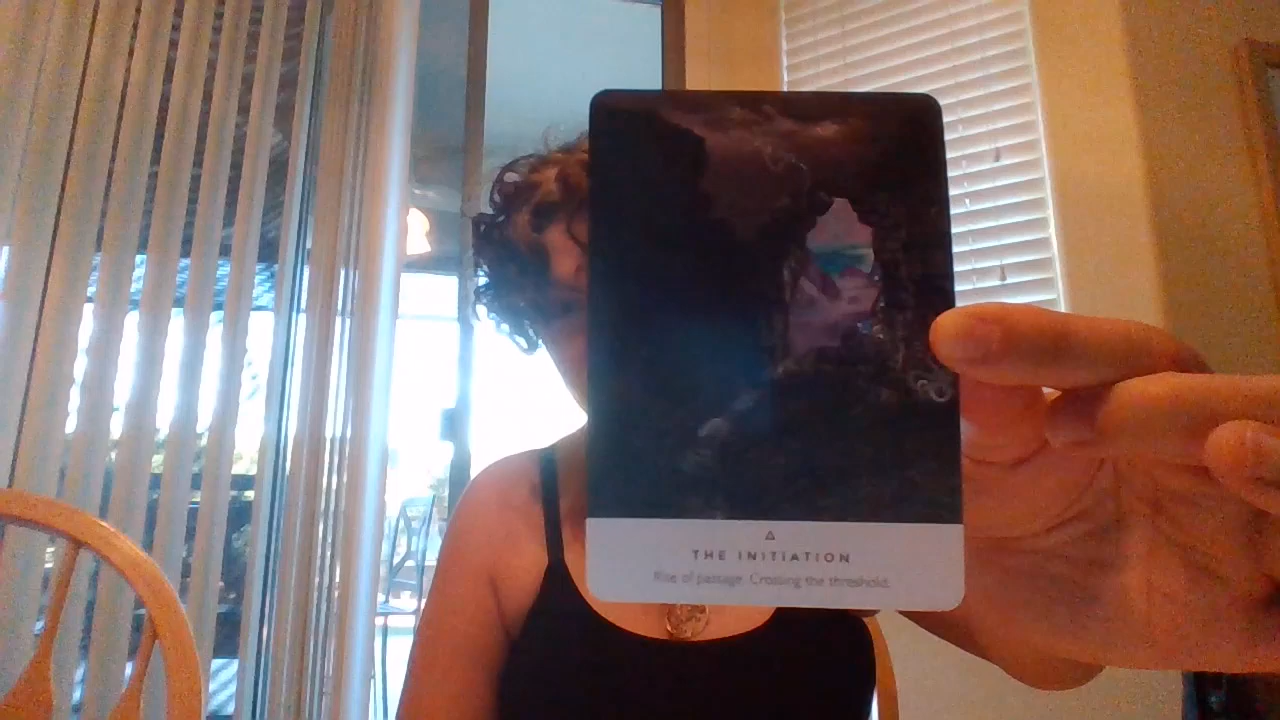 THE INITIATION
Rite of passage. Crossing the threshold.